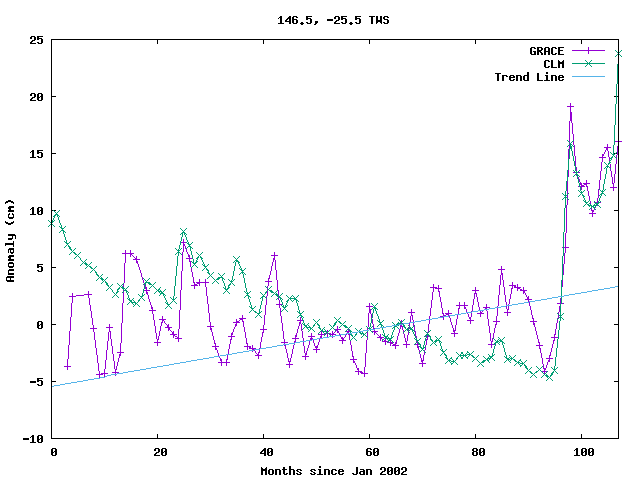 146.5, -25.5 TWS
GRACE
CLM
Trend Line
25
20
15
10
5
0
-5
-10
Anomaly (cm)
0 20 40 60 80 100
Months since Jan 2002